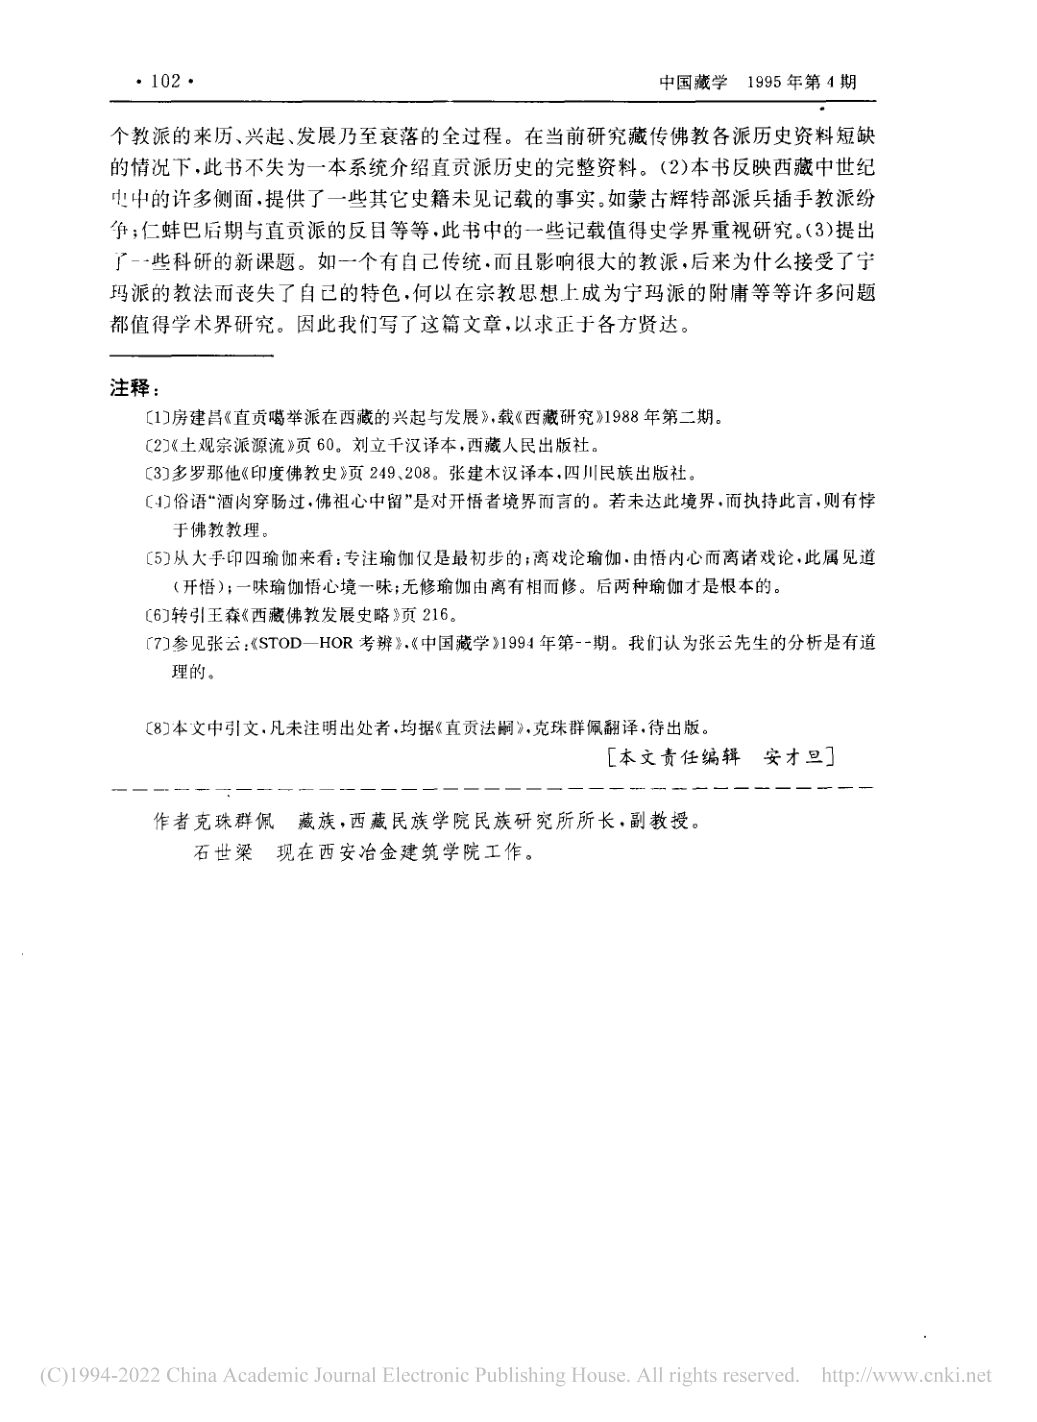 ·102· 中国藏学 1995年第4期
个教派的来历、兴起、发展乃至衰落的全过程。在当前研究藏传佛教各派历史资料短缺
的情况下,此书不失为一本系统介绍直贡派历史的完整资料。(2)本书反映西藏中世纪
史中的许多侧面,提供了一些其它史籍未见记载的事实。如蒙古辉特部派兵插手教派纷
争;仁蚌巴后期与直贡派的反目等等,此书中的一些记载值得史学界重视研究。(3)提出
了一些科研的新课题。如一个有自己传统,而且影响很大的教派,后来为什么接受了宁
玛派的教法而丧失了自己的特色,何以在宗教思想上成为宁玛派的附庸等等许多问题
都值得学术界研究。因此我们写了这篇文章,以求正于各方贤达。
注释:
〔1〕房建昌《直贡噶举派在西藏的兴起与发展》,载《西藏研究》1988年第二期。
〔2〕《土观宗派源流》页60。刘立千汉译本,西藏人民出版社。
〔3〕多罗那他《印度佛教史》页249、208。张建木汉译本,四川民族出版社。
〔4〕俗语“酒肉穿肠过,佛祖心中留”是对开悟者境界而言的。若未达此境界,而执持此言,则有悖
于佛教教理。
〔5〕从大手印四瑜伽来看:专注瑜伽仅是最初步的;离戏论瑜伽,由悟内心而离诸戏论,此属见道
(开悟);一味瑜伽悟心境一味;无修瑜伽由离有相而修。后两种瑜伽才是根本的。
〔6〕转引王森《西藏佛教发展史略》页216。
〔7〕参见张云:《STOD—HOR考辨》,《中国藏学》1994年第一期。我们认为张云先生的分析是有道
理的。
〔8〕本文中引文,凡未注明出处者,均据《直贡法嗣》,克珠群佩翻译,待出版。
[本文责任编辑 安才旦]
作者克珠群佩 藏族,西藏民族学院民族研究所所长,副教授。
石世梁 现在西安冶金建筑学院工作。
(C)1994-2022 China Academic Journal Electronic Publishing House. All rights reserved. http://www.cnki.net